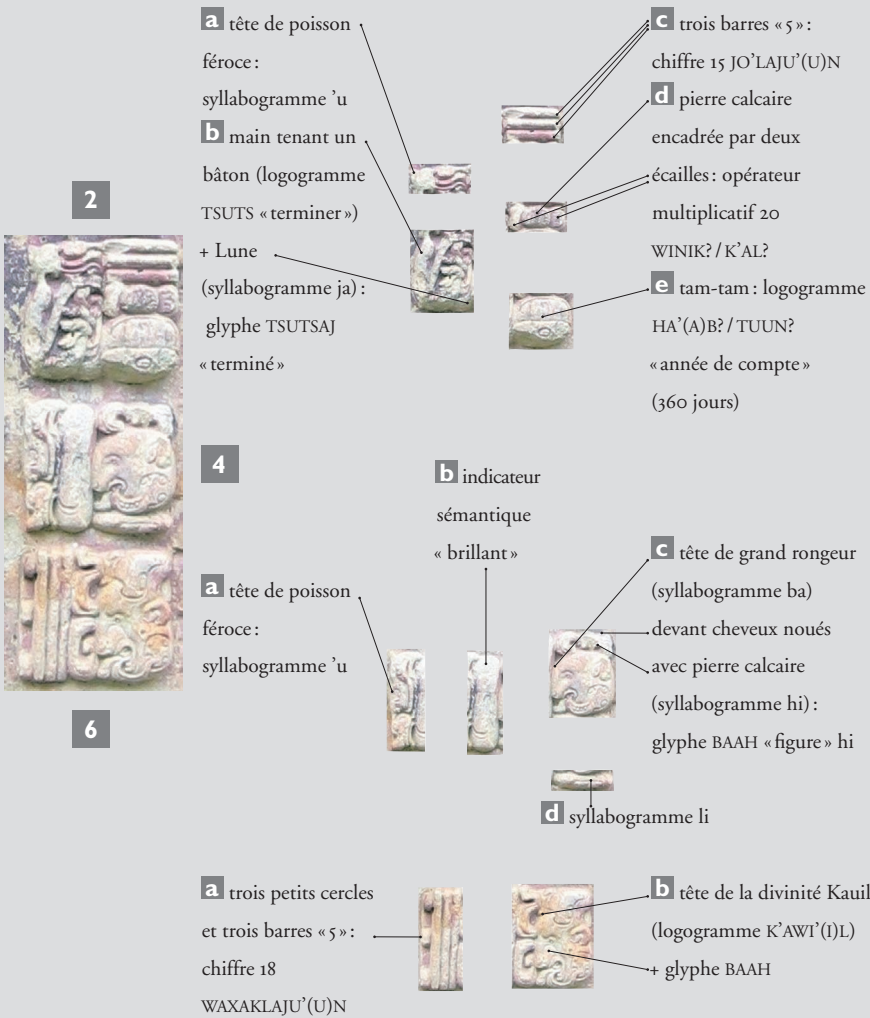 a tête de poisson
féroce :
syllabogramme ’u
b main tenant un
bâton (logogramme
TSUTS « terminer »)
+ Lune
(syllabogramme ja) :
glyphe TSUTSAJ
« terminé »
c trois barres « 5 » :
chiffre 15 JO’LAJU’(U)N
d pierre calcaire
encadrée par deux
écailles : opérateur
multiplicatif 20
WINIK? / K’AL?
e tam-tam : logogramme
HA’(A)B? / TUUN?
« année de compte »
(360 jours)
2
4
a tête de poisson
féroce :
syllabogramme ’u
b indicateur
sémantique
« brillant »
c tête de grand rongeur
(syllabogramme ba)
devant cheveux noués
avec pierre calcaire
(syllabogramme hi) :
glyphe BAAH « figure » hi
d syllabogramme li
6
a trois petits cercles
et trois barres « 5 » :
chiffre 18
WAXAKLAJU’(U)N
b tête de la divinité Kauil
(logogramme K’AWI’(I)L)
+ glyphe BAAH